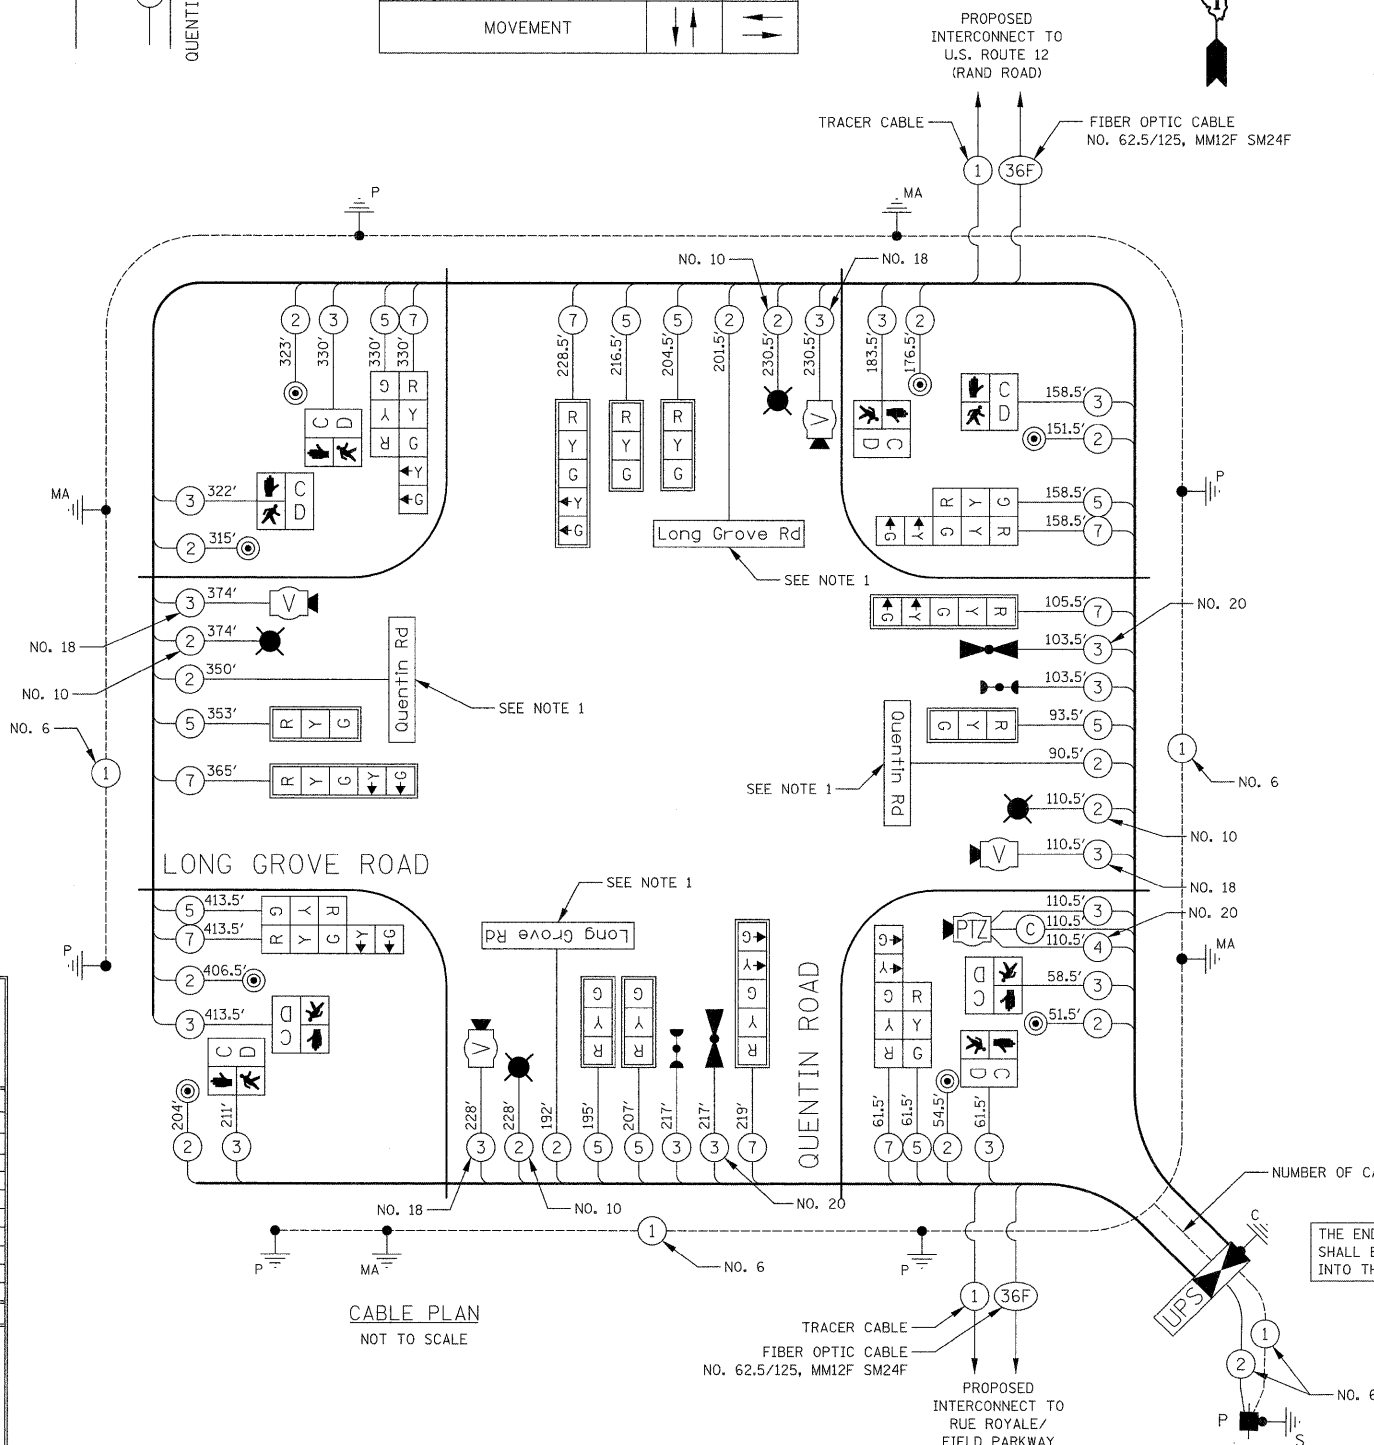 QUENTI
MOVEMENT
PROPOSED
INTERCONNECT TO
U.S. ROUTE 12
(RAND ROAD)
TRACER CABLE
FIBER OPTIC CABLE
NO. 62.5/125, MM12F SM24F
1
36F
P
MA
NO. 10
NO. 18
2 3 5 7
7 5 5 2 2 3
3 2
323' 330' 330' 330'
228.5' 216.5' 204.5' 201.5' 230.5' 230.5'
183.5' 176.5'
C D
G Y R
R Y G Y G
R Y G Y G
R Y G
R Y G
V
C D
C D
158.5' 3
151.5' 2
MA
3 322'
C D
2 315'
P
R Y G
158.5' 5
G Y G Y R
158.5' 7
Long Grove Rd
SEE NOTE 1
3 374' V
NO. 18
2 374'
NO. 10
2 350'
Quentin Rd
SEE NOTE 1
NO. 6
5 353' R Y G
1
7 365' R Y G Y G
G Y G Y R 105.5' 7
NO. 20
103.5' 3
103.5' 3
G Y R 93.5' 5
Quentin Rd
90.5' 2
SEE NOTE 1
1
NO. 6
110.5' 2
NO. 10
V 110.5' 3
NO. 18
LONG GROVE ROAD
SEE NOTE 1
Long Grove Rd
5 413.5' G Y R
7 413.5' R Y G Y G
P
2 406.5'
3 413.5' C D
C D
204' 211'
2 3
PTZ
110.5' 3
110.5' C
110.5' 4
NO. 20
MA
C D
58.5' 3
51.5' 2
C D
V
G Y R
G Y R
G Y G Y R
QUENTIN ROAD
G Y G Y R
R Y G
228' 228' 192' 195' 207' 217' 217' 219'
3 2 2 5 5 3 3 7
61.5' 61.5' 54.5' 61.5'
7 5 2 3
NO. 18
NO. 10
NO. 20
NUMBER OF CA
P
MA
1
NO. 6
P
C
THE END
SHALL B
INTO TH
UPS
CABLE PLAN
NOT TO SCALE
1
36F
TRACER CABLE
FIBER OPTIC CABLE
NO. 62.5/125, MM12F SM24F
PROPOSED
INTERCONNECT TO
RUE ROYALE/
FIELD PARKWAY
1
2
NO. 6
P
S